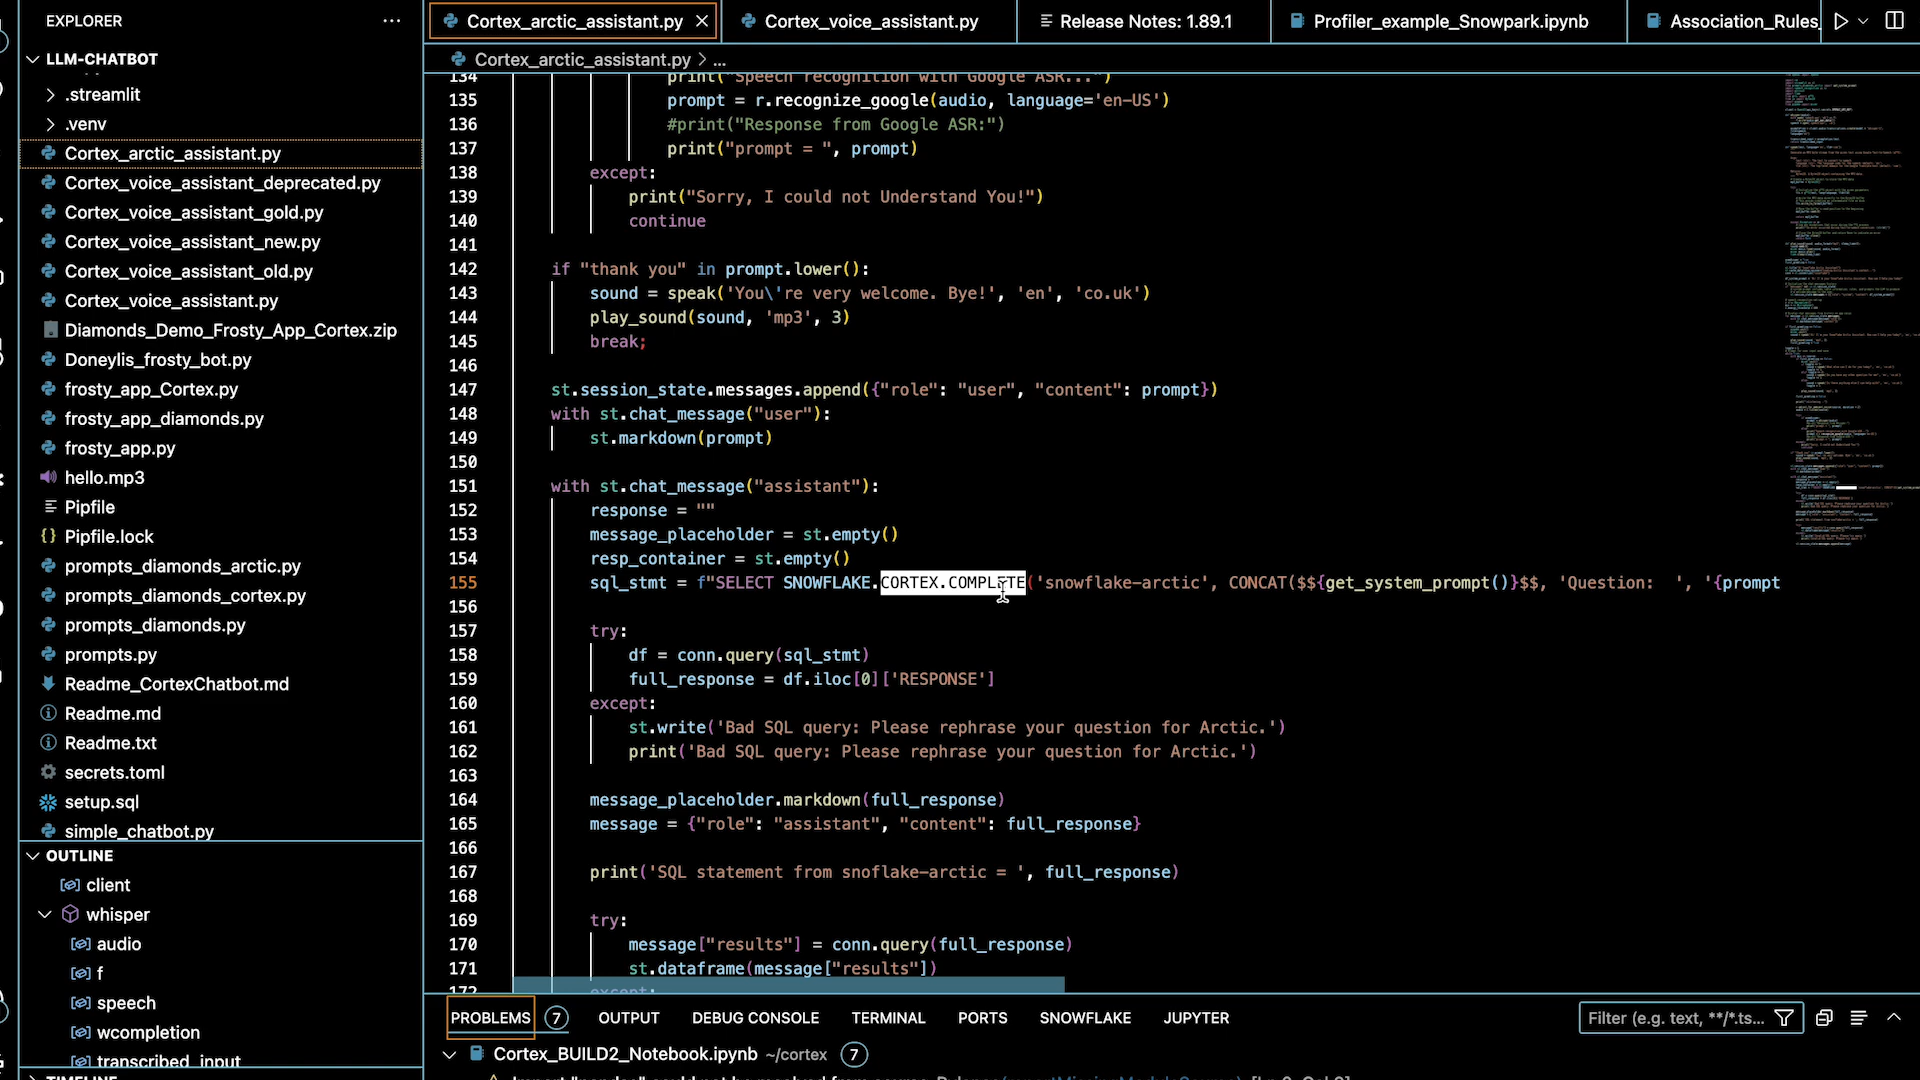 EXPLORER
LLM-CHATBOT
.streamlit
.venv
Cortex_arctic_assistant.py
Cortex_voice_assistant_deprecated.py
Cortex_voice_assistant_gold.py
Cortex_voice_assistant_new.py
Cortex_voice_assistant_old.py
Cortex_voice_assistant.py
Diamonds_Demo_Frosty_App_Cortex.zip
Doneylis_frosty_bot.py
frosty_app_Cortex.py
frosty_app_diamonds.py
frosty_app.py
hello.mp3
Pipfile
Pipfile.lock
prompts_diamonds_arctic.py
prompts_diamonds_cortex.py
prompts_diamonds.py
prompts.py
Readme_CortexChatbot.md
Readme.md
Readme.txt
secrets.toml
setup.sql
simple_chatbot.py
OUTLINE
client
whisper
audio
f
speech
wcompletion
transcribed_input
TIMELINE
Cortex_arctic_assistant.py
Cortex_voice_assistant.py
Release Notes: 1.89.1
Profiler_example_Snowpark.ipynb
Association_Rules_
Cortex_arctic_assistant.py > ...
134 print("Speech recognition with Google ASR...")
135 prompt = r.recognize_google(audio, language='en-US')
136 #print("Response from Google ASR:")
137 print("prompt = ", prompt)
138 except:
139 print("Sorry, I could not Understand You!")
140 continue
141
142 if "thank you" in prompt.lower():
143 sound = speak('You\'re very welcome. Bye!', 'en', 'co.uk')
144 play_sound(sound, 'mp3', 3)
145 break;
146
147 st.session_state.messages.append({"role": "user", "content": prompt})
148 with st.chat_message("user"):
149 st.markdown(prompt)
150
151 with st.chat_message("assistant"):
152 response = ""
153 message_placeholder = st.empty()
154 resp_container = st.empty()
155 sql_stmt = f"SELECT SNOWFLAKE.CORTEX.COMPLETE('snowflake-arctic', CONCAT($${get_system_prompt()}$$, 'Question:  ', '{prompt
156
157 try:
158 df = conn.query(sql_stmt)
159 full_response = df.iloc[0]['RESPONSE']
160 except:
161 st.write('Bad SQL query: Please rephrase your question for Arctic.')
162 print('Bad SQL query: Please rephrase your question for Arctic.')
163
164 message_placeholder.markdown(full_response)
165 message = {"role": "assistant", "content": full_response}
166
167 print('SQL statement from snoflake-arctic = ', full_response)
168
169 try:
170 message["results"] = conn.query(full_response)
171 st.dataframe(message["results"])
172 except:
PROBLEMS 7 OUTPUT DEBUG CONSOLE TERMINAL PORTS SNOWFLAKE JUPYTER
Filter (e.g. text, **/*.ts...
Cortex_BUILD2_Notebook.ipynb ~/cortex 7